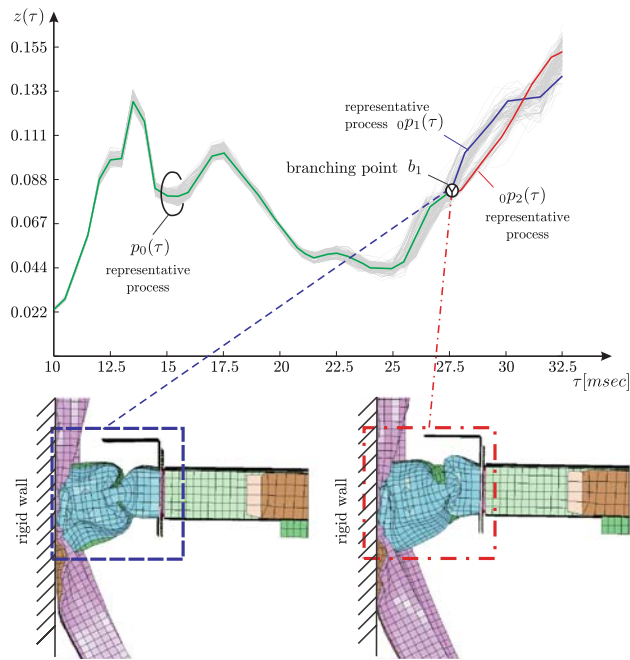 z(τ)
0.155
0.133
0.111
0.088
0.067
0.044
0.022
representative
process ₀p₁(τ)
branching point b₁
₀p₂(τ)
representative
process
p₀(τ)
representative
process
10 12.5 15 17.5 20 22.5 25 27.5 30 32.5
τ[msec]
rigid wall
rigid wall